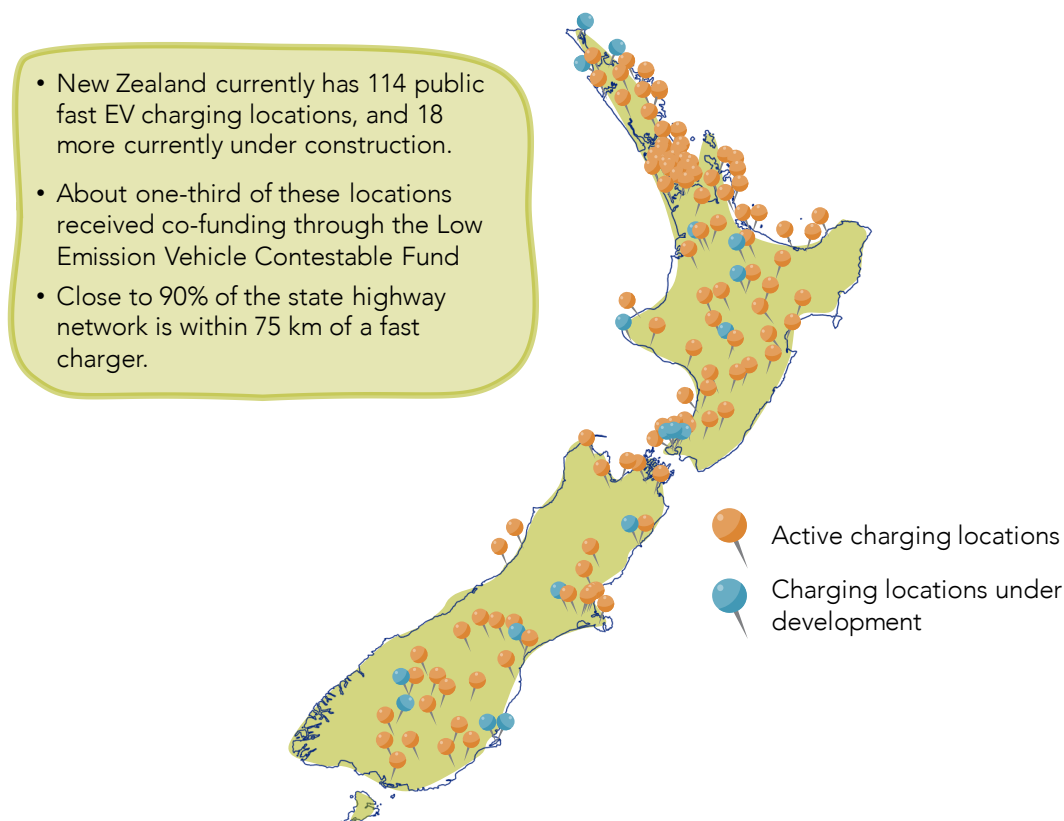 • New Zealand currently has 114 public
fast EV charging locations, and 18
more currently under construction.
• About one-third of these locations
received co-funding through the Low
Emission Vehicle Contestable Fund
• Close to 90% of the state highway
network is within 75 km of a fast
charger.
Active charging locations
Charging locations under
development